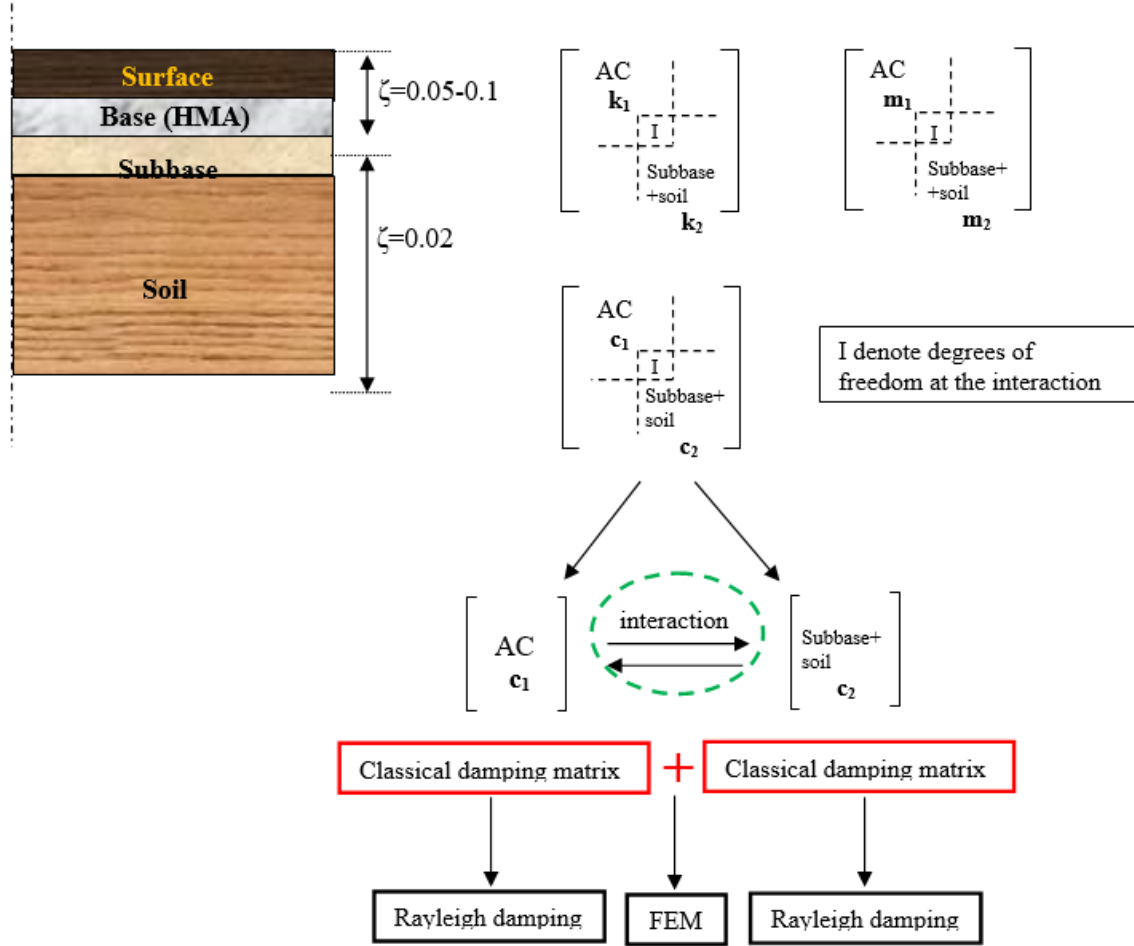 Surface
Base (HMA)
Subbase
Soil
ζ=0.05-0.1
ζ=0.02
AC
k₁
I
Subbase
+soil
k₂
AC
m₁
I
Subbase+
+soil
m₂
AC
c₁
I
Subbase+
soil
c₂
I denote degrees of
freedom at the interaction
AC
c₁
interaction
Subbase+
soil
c₂
Classical damping matrix
+
Classical damping matrix
Rayleigh damping
FEM
Rayleigh damping